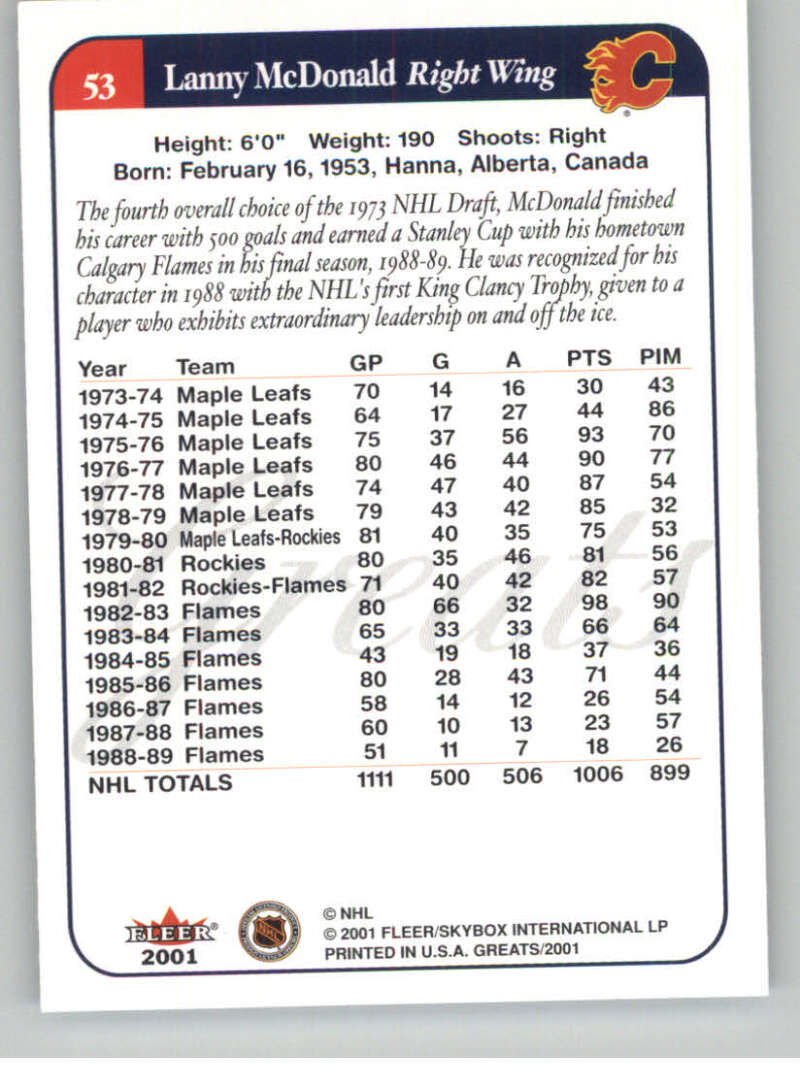 53 Lanny McDonald Right Wing
Height: 6'0" Weight: 190 Shoots: Right
Born: February 16, 1953, Hanna, Alberta, Canada
The fourth overall choice of the 1973 NHL Draft, McDonald finished
his career with 500 goals and earned a Stanley Cup with his hometown
Calgary Flames in his final season, 1988-89. He was recognized for his
character in 1988 with the NHL's first King Clancy Trophy, given to a
player who exhibits extraordinary leadership on and off the ice.
Year Team GP G A PTS PIM
1973-74 Maple Leafs 70 14 16 30 43
1974-75 Maple Leafs 64 17 27 44 86
1975-76 Maple Leafs 75 37 56 93 70
1976-77 Maple Leafs 80 46 44 90 77
1977-78 Maple Leafs 74 47 40 87 54
1978-79 Maple Leafs 79 43 42 85 32
1979-80 Maple Leafs-Rockies 81 40 35 75 53
1980-81 Rockies 80 35 46 81 56
1981-82 Rockies-Flames 71 40 42 82 57
1982-83 Flames 80 66 32 98 90
1983-84 Flames 65 33 33 66 64
1984-85 Flames 43 19 18 37 36
1985-86 Flames 80 28 43 71 44
1986-87 Flames 58 14 12 26 54
1987-88 Flames 60 10 13 23 57
1988-89 Flames 51 11 7 18 26
NHL TOTALS 1111 500 506 1006 899
Greats
FLEER®
2001
NHL
© NHL
© 2001 FLEER/SKYBOX INTERNATIONAL LP
PRINTED IN U.S.A. GREATS/2001